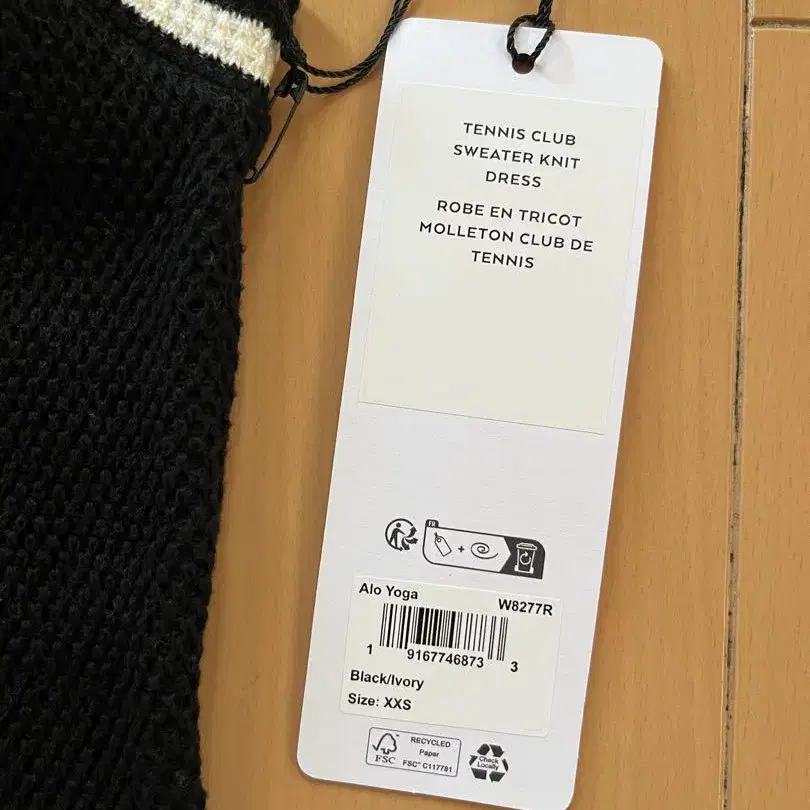 TENNIS CLUB
SWEATER KNIT
DRESS
ROBE EN TRICOT
MOLLETON CLUB DE
TENNIS
FR
+
Alo Yoga W8277R
1 9167746873 3
Black/Ivory
Size: XXS
FSC™ RECYCLED
Paper
FSC® C117781
Check
Locally